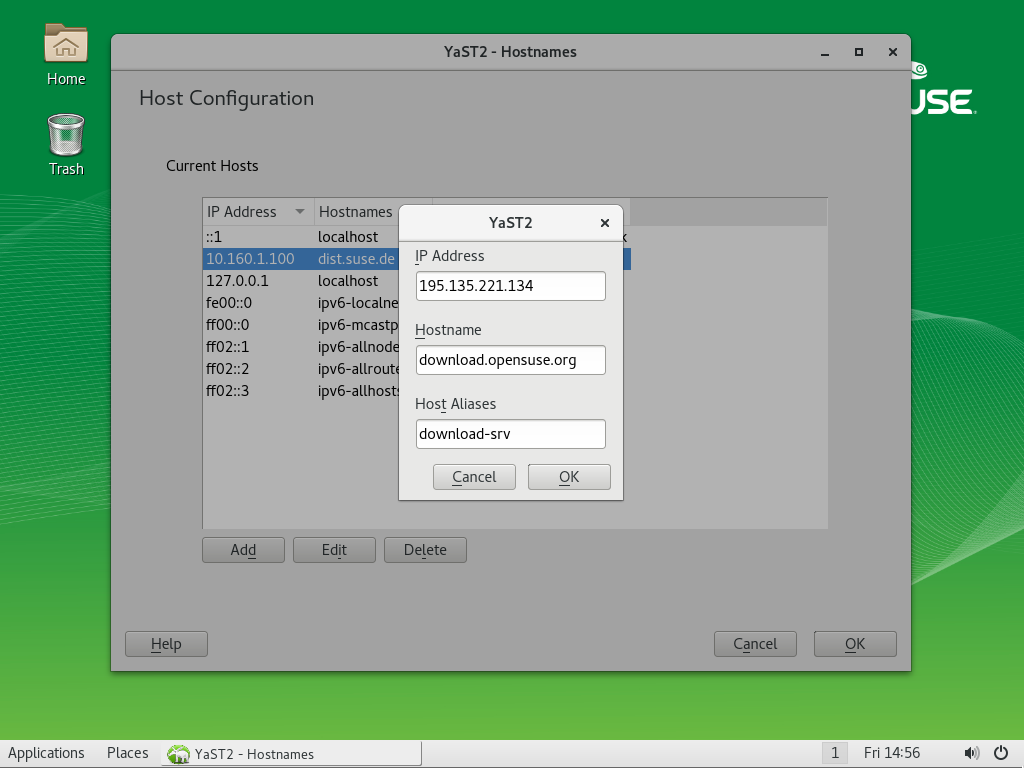 Home
Trash
USE
YaST2 - Hostnames
Host Configuration
Current Hosts
IP Address Hostnames
::1 localhost k
10.160.1.100 dist.suse.de
127.0.0.1 localhost
fe00::0 ipv6-localne
ff00::0 ipv6-mcastp
ff02::1 ipv6-allnode
ff02::2 ipv6-allroute
ff02::3 ipv6-allhosts
YaST2
IP Address
195.135.221.134
Hostname
download.opensuse.org
Host Aliases
download-srv
Cancel OK
Add Edit Delete
Help Cancel OK
Applications Places YaST2 - Hostnames 1 Fri 14:56